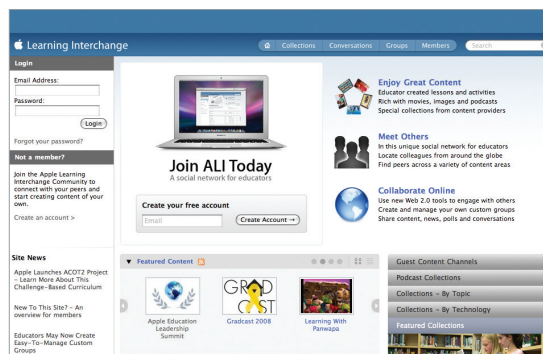 Learning Interchange
Collections
Conversations
Groups
Members
Search
Login
Email Address:
Password:
Login
Forgot your password?
Not a member?
Join the Apple Learning
Interchange Community to
connect with your peers and
start creating content of your
own.
Create an account >
Join ALI Today
A social network for educators
Create your free account
Email
Create Account →
Enjoy Great Content
Educator created lessons and activities
Rich with movies, images and podcasts
Special collections from content providers
Meet Others
In this unique social network for educators
Locate colleagues from around the globe
Find peers across a variety of content areas
Collaborate Online
Use new Web 2.0 tools to engage with others
Create and manage your own custom groups
Share content, news, polls and conversations
Site News
Apple Launches ACOT2 Project
- Learn More About This
Challenge-Based Curriculum
New To This Site? - An
overview for members
Educators May Now Create
Easy-To-Manage Custom
Groups
Featured Content
GRAD
CAST
Apple Education
Leadership
Summit
Gradcast 2008
Learning With
Panwapa
Guest Content Channels
Podcast Collections
Collections - By Topic
Collections - By Technology
Featured Collections